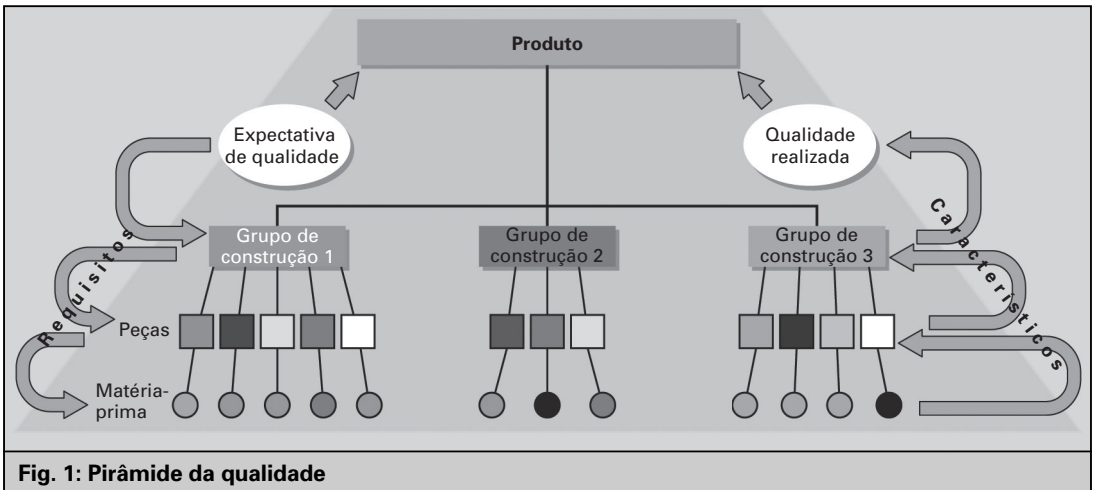 Produto
Expectativa
de qualidade
Qualidade
realizada
Requisitos
Característicos
Grupo de
construção 1
Grupo de
construção 2
Grupo de
construção 3
Peças
Matéria-
prima
Fig. 1: Pirâmide da qualidade